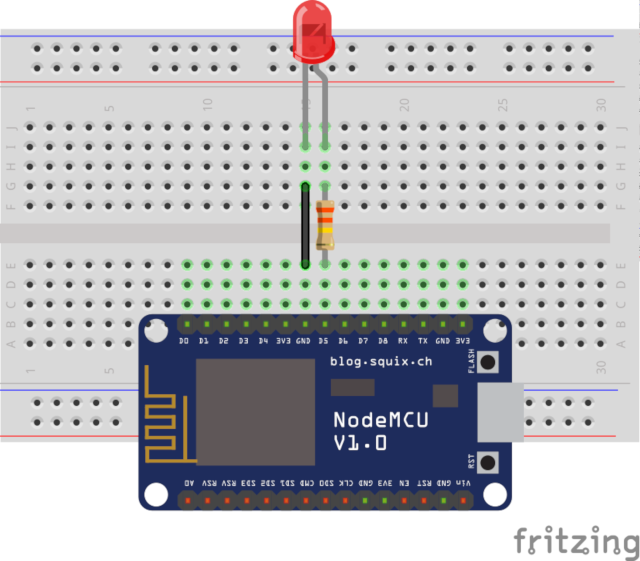 1 5 10 15 20 25 30
J J
I I
H H
G G
F F
E E
D D
C C
B B
A A
D0 D1 D2 D3 D4 3V3 GND D5 D6 D7 D8 RX TX GND 3V3
1 30
blog.squix.ch
FLASH
NodeMCU
V1.0
RST
A0 RSV RSV SD3 SD2 SD1 CMD SD0 CLK GND 3V3 EN RST GND Vin
fritzing